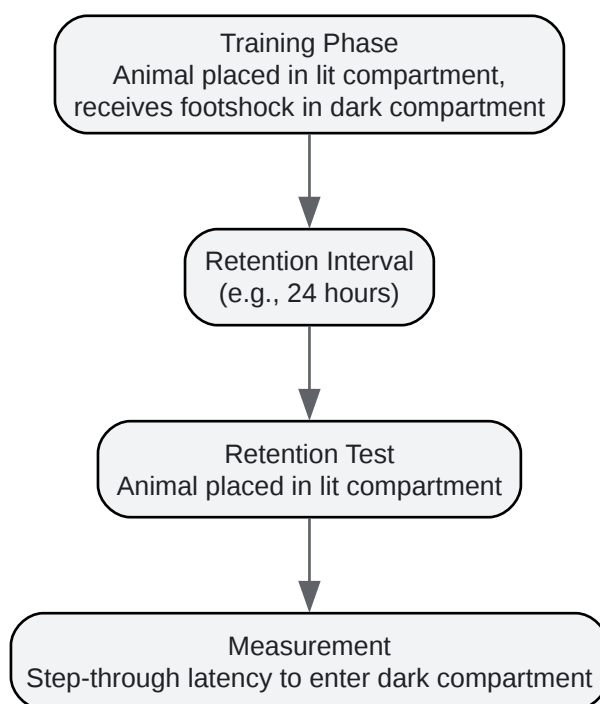 Training Phase
Animal placed in lit compartment,
receives footshock in dark compartment
Retention Interval
(e.g., 24 hours)
Retention Test
Animal placed in lit compartment
Measurement
Step-through latency to enter dark compartment